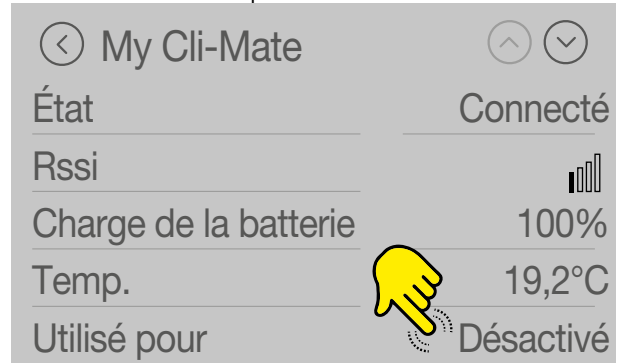 My Cli-Mate
État Connecté
Rssi
Charge de la batterie 100%
Temp. 19,2°C
Utilisé pour Désactivé